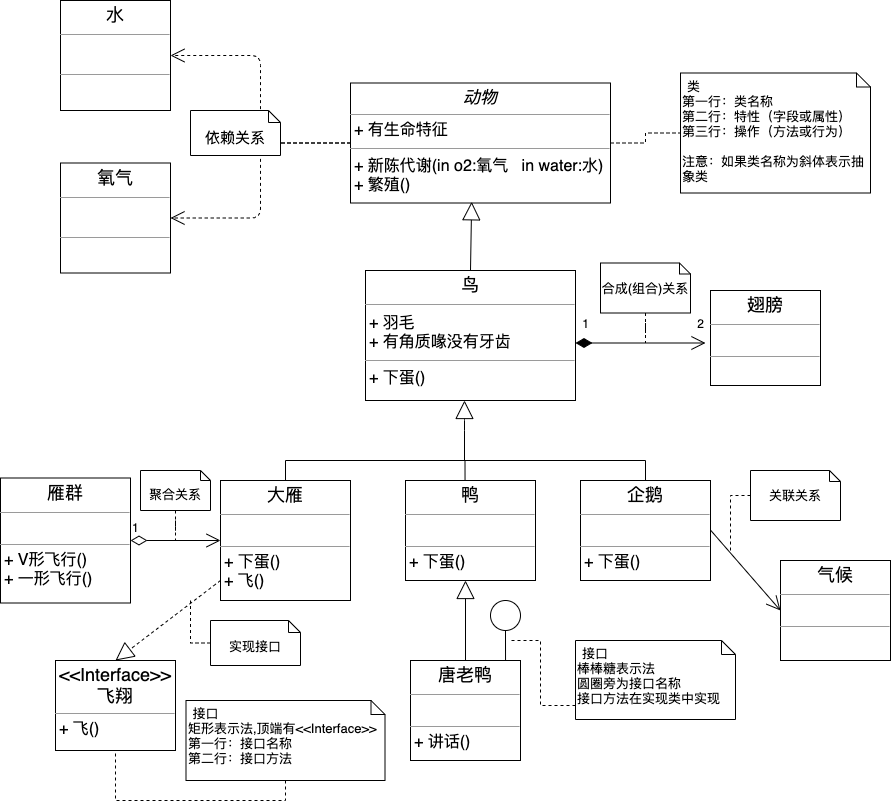 水
动物
类
第一行：类名称
第二行：特性（字段或属性）
第三行：操作（方法或行为）
注意：如果类名称为斜体表示抽
象类
+ 有生命特征
依赖关系
+ 新陈代谢(in o2:氧气 in water:水)
+ 繁殖()
氧气
鸟
合成(组合)关系
翅膀
+ 羽毛
+ 有角质喙没有牙齿
1
2
+ 下蛋()
雁群
聚合关系
大雁
鸭
企鹅
关联关系
1
+ V形飞行()
+ 一形飞行()
+ 下蛋()
+ 飞()
+ 下蛋()
+ 下蛋()
气候
实现接口
<<Interface>>
飞翔
+ 飞()
接口
矩形表示法,顶端有<<Interface>>
第一行：接口名称
第二行：接口方法
唐老鸭
+ 讲话()
接口
棒棒糖表示法
圆圈旁为接口名称
接口方法在实现类中实现